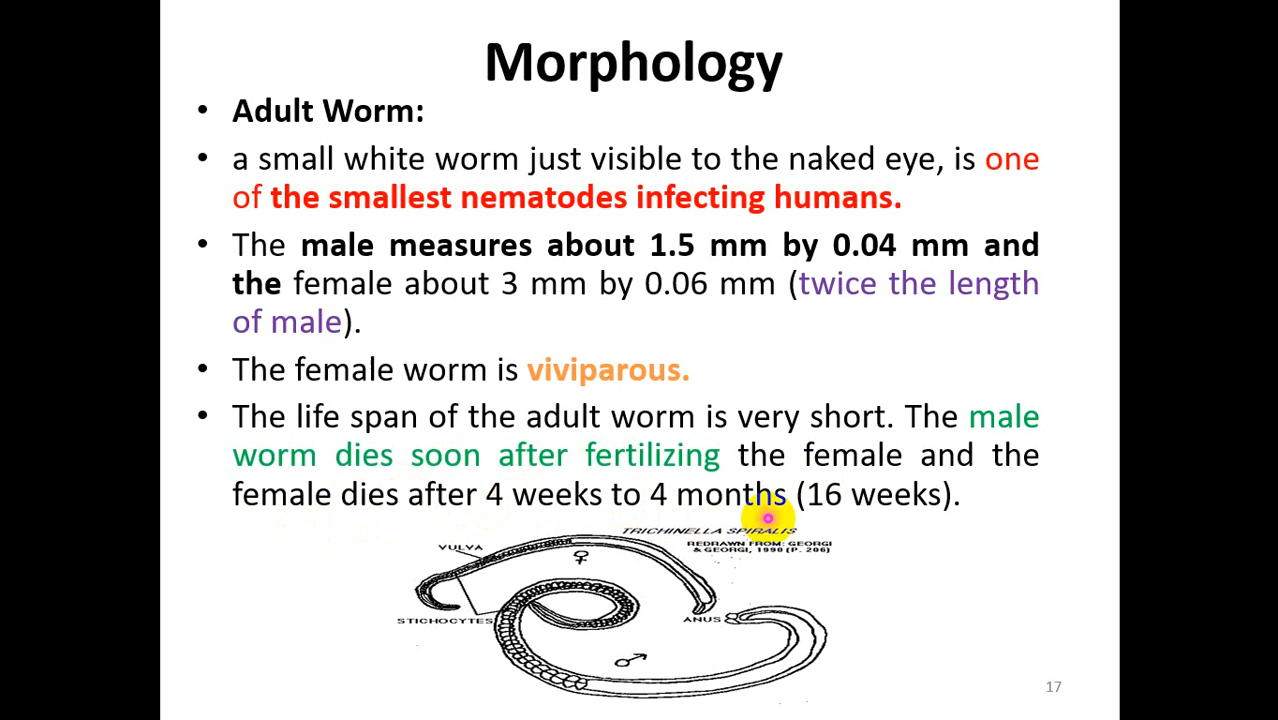 Morphology
• Adult Worm:
• a small white worm just visible to the naked eye, is one
of the smallest nematodes infecting humans.
• The male measures about 1.5 mm by 0.04 mm and
the female about 3 mm by 0.06 mm (twice the length
of male).
• The female worm is viviparous.
• The life span of the adult worm is very short. The male
worm dies soon after fertilizing the female and the
female dies after 4 weeks to 4 months (16 weeks).
TRICHINELLA SPIRALIS
REDRAWN FROM: GEORGI
& GEORGI, 1990 (P. 206)
VULVA
♀
STICHOCYTES
ANUS
♂
17